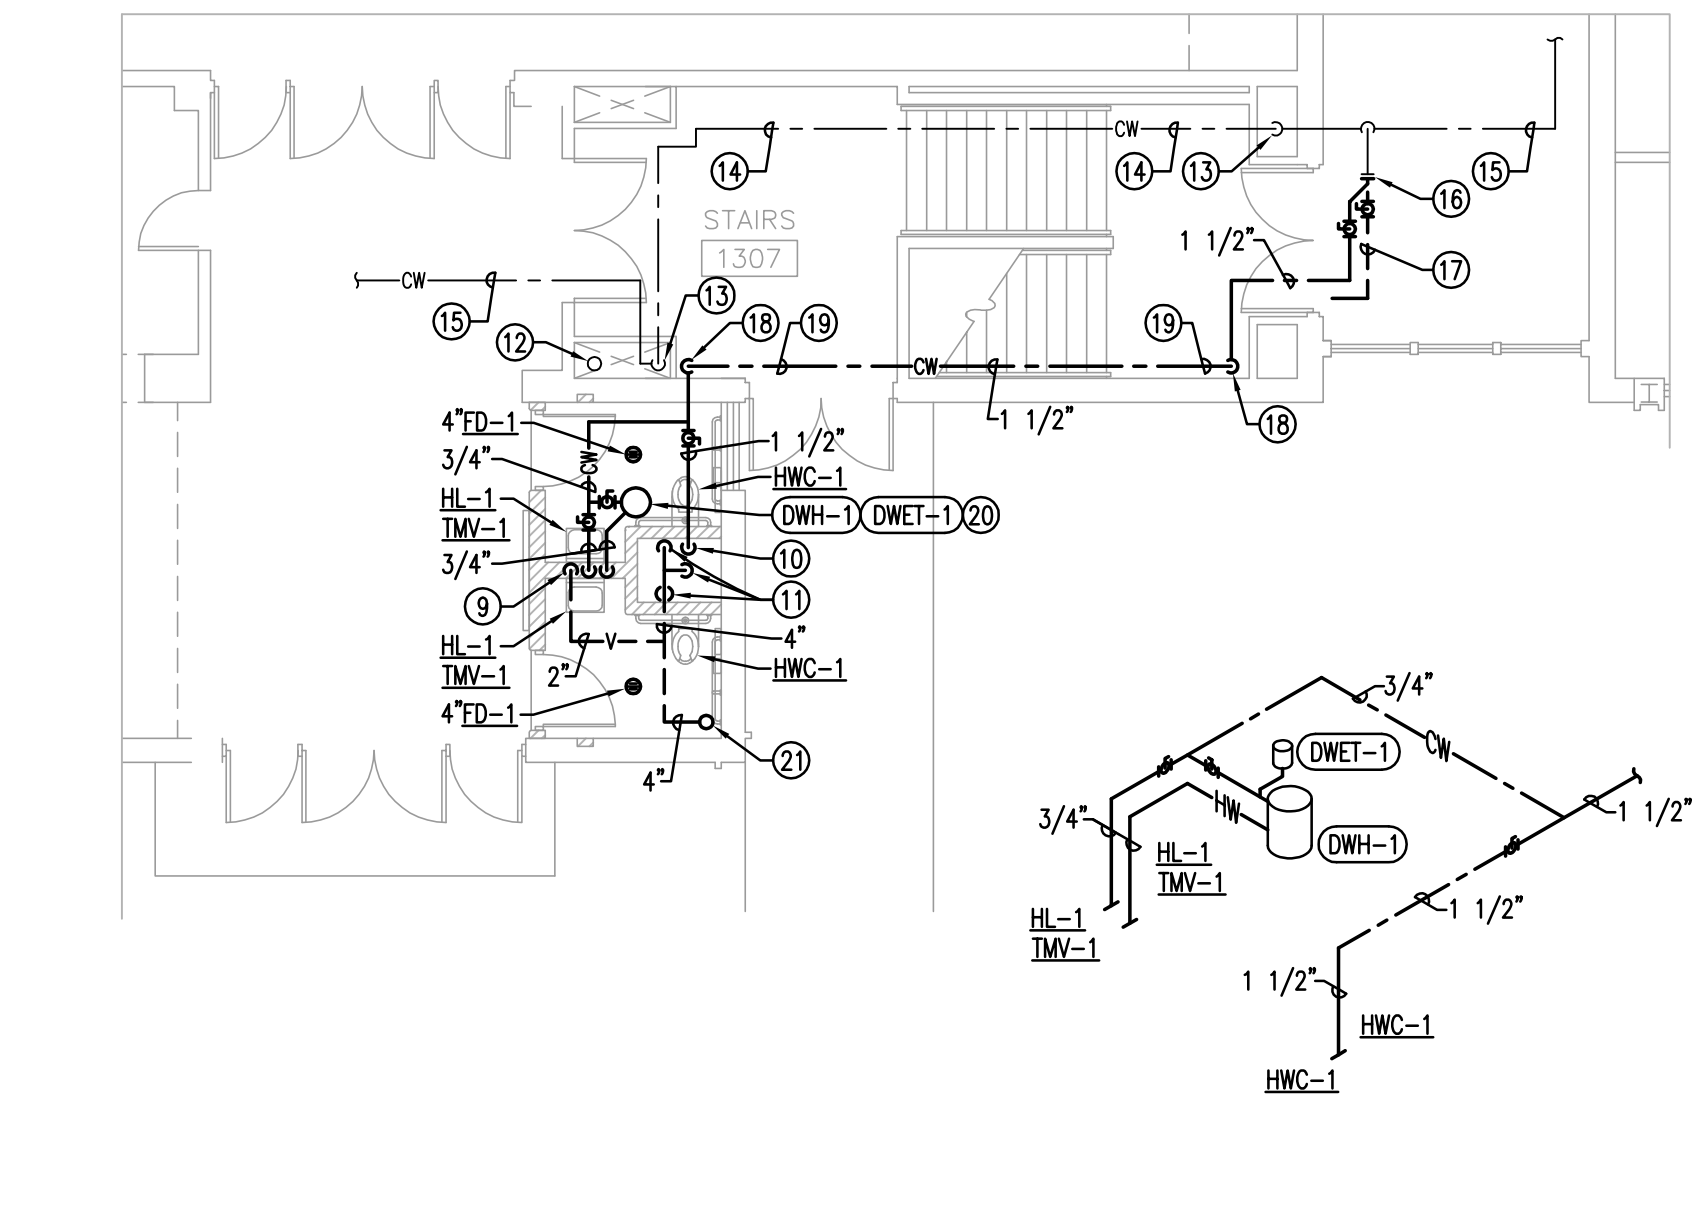 CW
14
14
13
15
16
STAIRS
1307
1 1/2"
17
CW
15
13
12
18
19
19
CW
1 1/2"
18
4"FD-1
3/4"
CW
1 1/2"
HWC-1
HL-1
TMV-1
DWH-1
DWET-1
20
3/4"
10
9
11
HL-1
TMV-1
V
4"
2"
HWC-1
4"FD-1
4"
21
3/4"
CW
DWET-1
3/4"
HW
1 1/2"
DWH-1
HL-1
TMV-1
HL-1
TMV-1
1 1/2"
1 1/2"
HWC-1
HWC-1